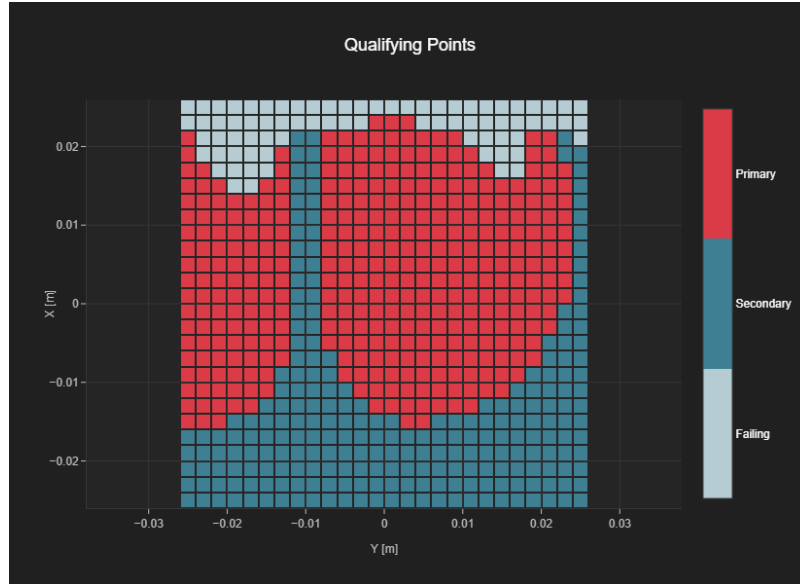 Qualifying Points
0.02
0.01
0
−0.01
−0.02
X [m]
−0.03
−0.02
−0.01
0
0.01
0.02
0.03
Y [m]
Primary
Secondary
Failing